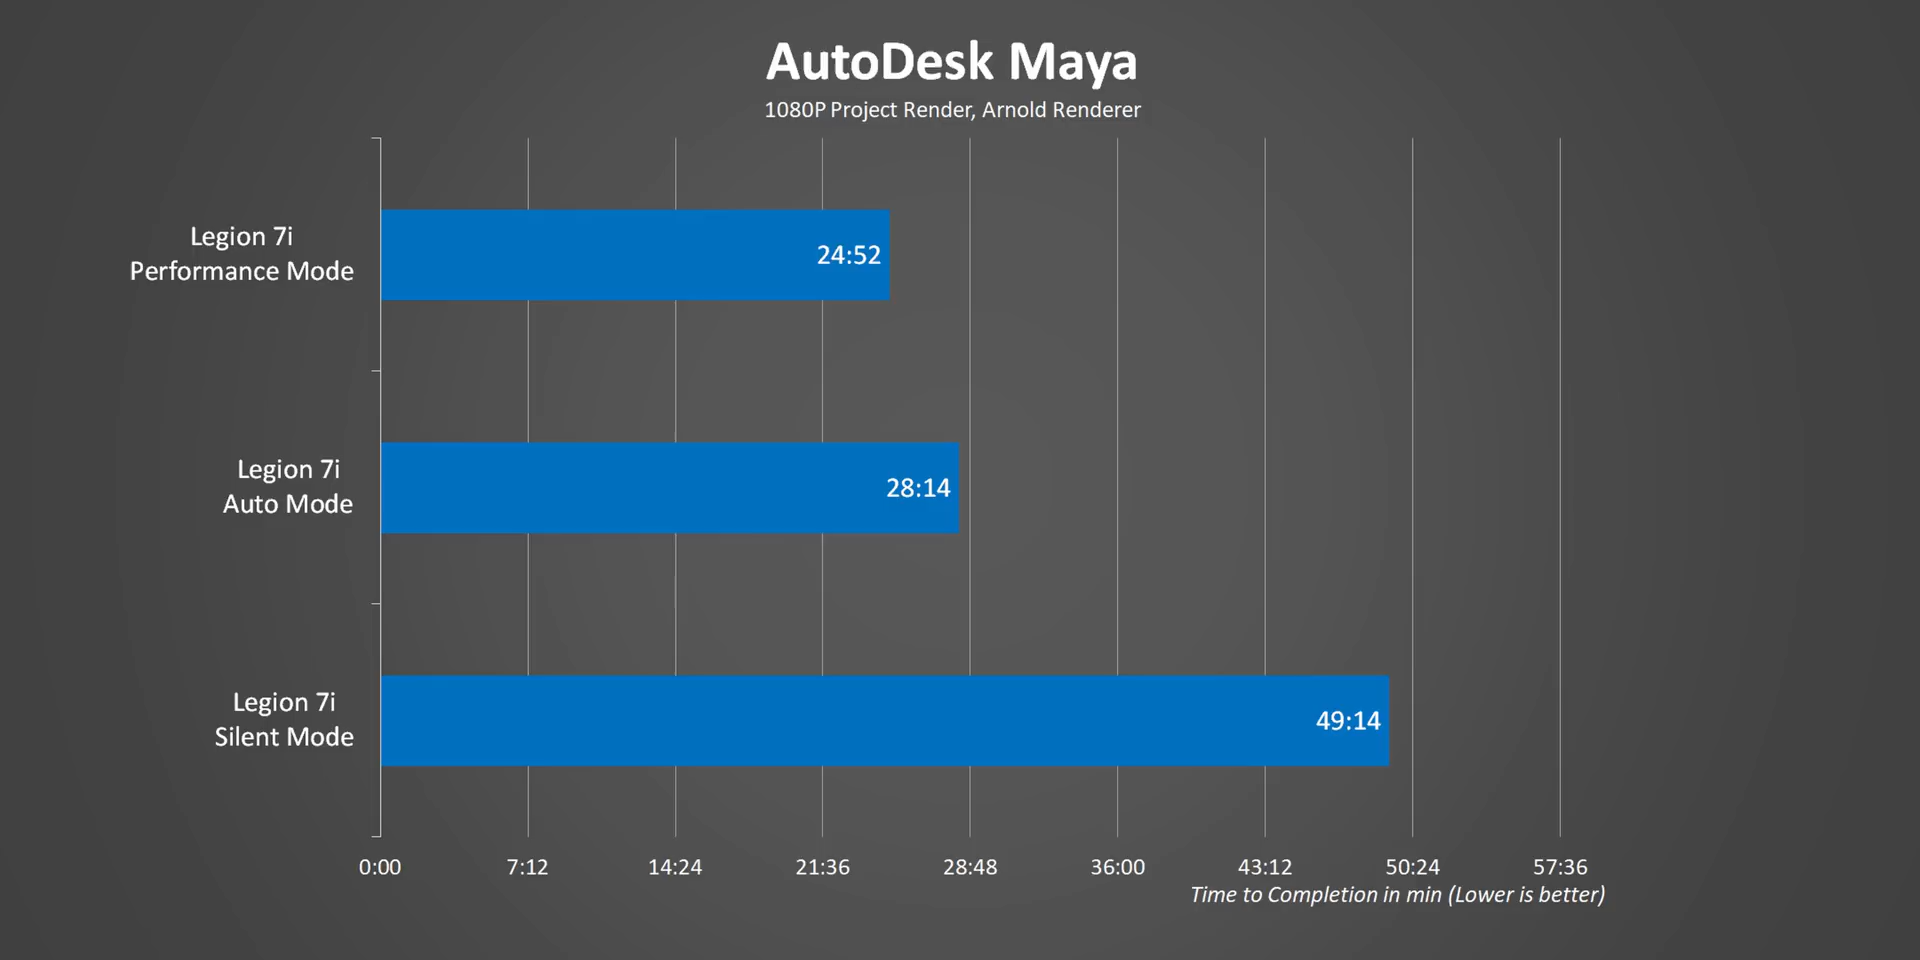 AutoDesk Maya
1080P Project Render, Arnold Renderer
Legion 7i
Performance Mode
24:52
Legion 7i
Auto Mode
28:14
Legion 7i
Silent Mode
49:14
0:00 7:12 14:24 21:36 28:48 36:00 43:12 50:24 57:36
Time to Completion in min (Lower is better)